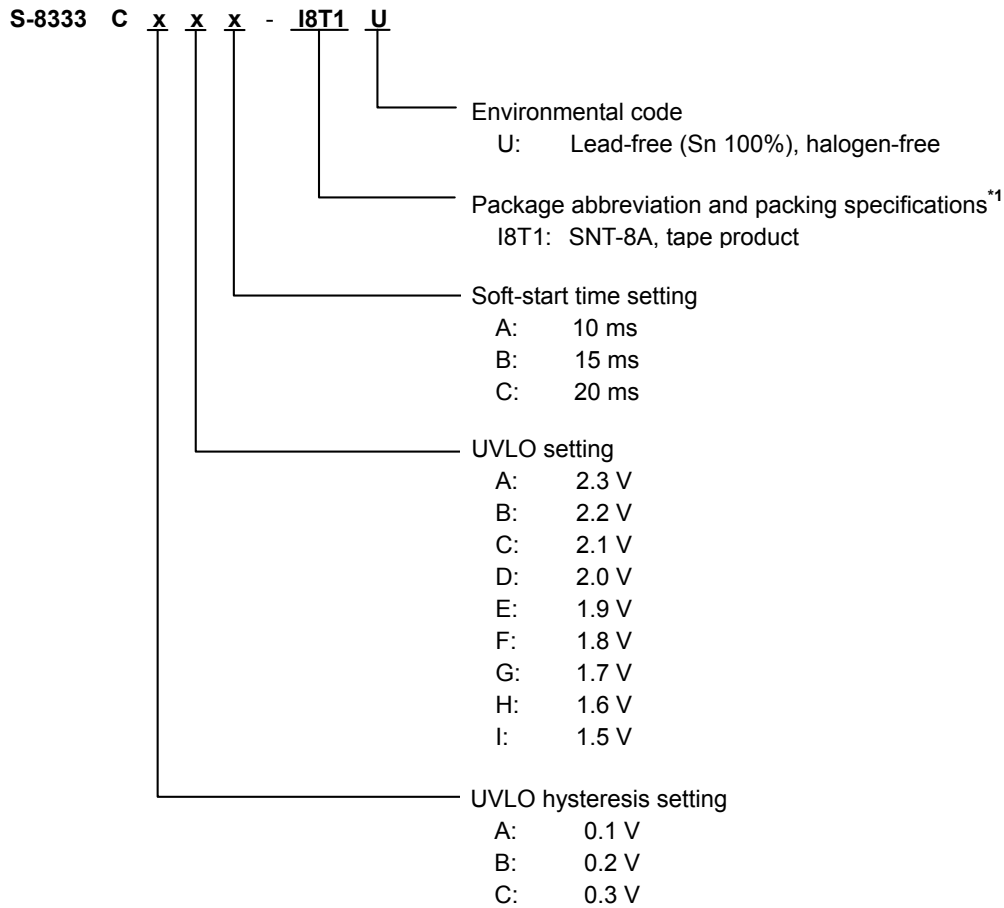 S-8333 C x x x - I8T1 U
Environmental code
U: Lead-free (Sn 100%), halogen-free
Package abbreviation and packing specifications*1
I8T1: SNT-8A, tape product
Soft-start time setting
A: 10 ms
B: 15 ms
C: 20 ms
UVLO setting
A: 2.3 V
B: 2.2 V
C: 2.1 V
D: 2.0 V
E: 1.9 V
F: 1.8 V
G: 1.7 V
H: 1.6 V
I: 1.5 V
UVLO hysteresis setting
A: 0.1 V
B: 0.2 V
C: 0.3 V